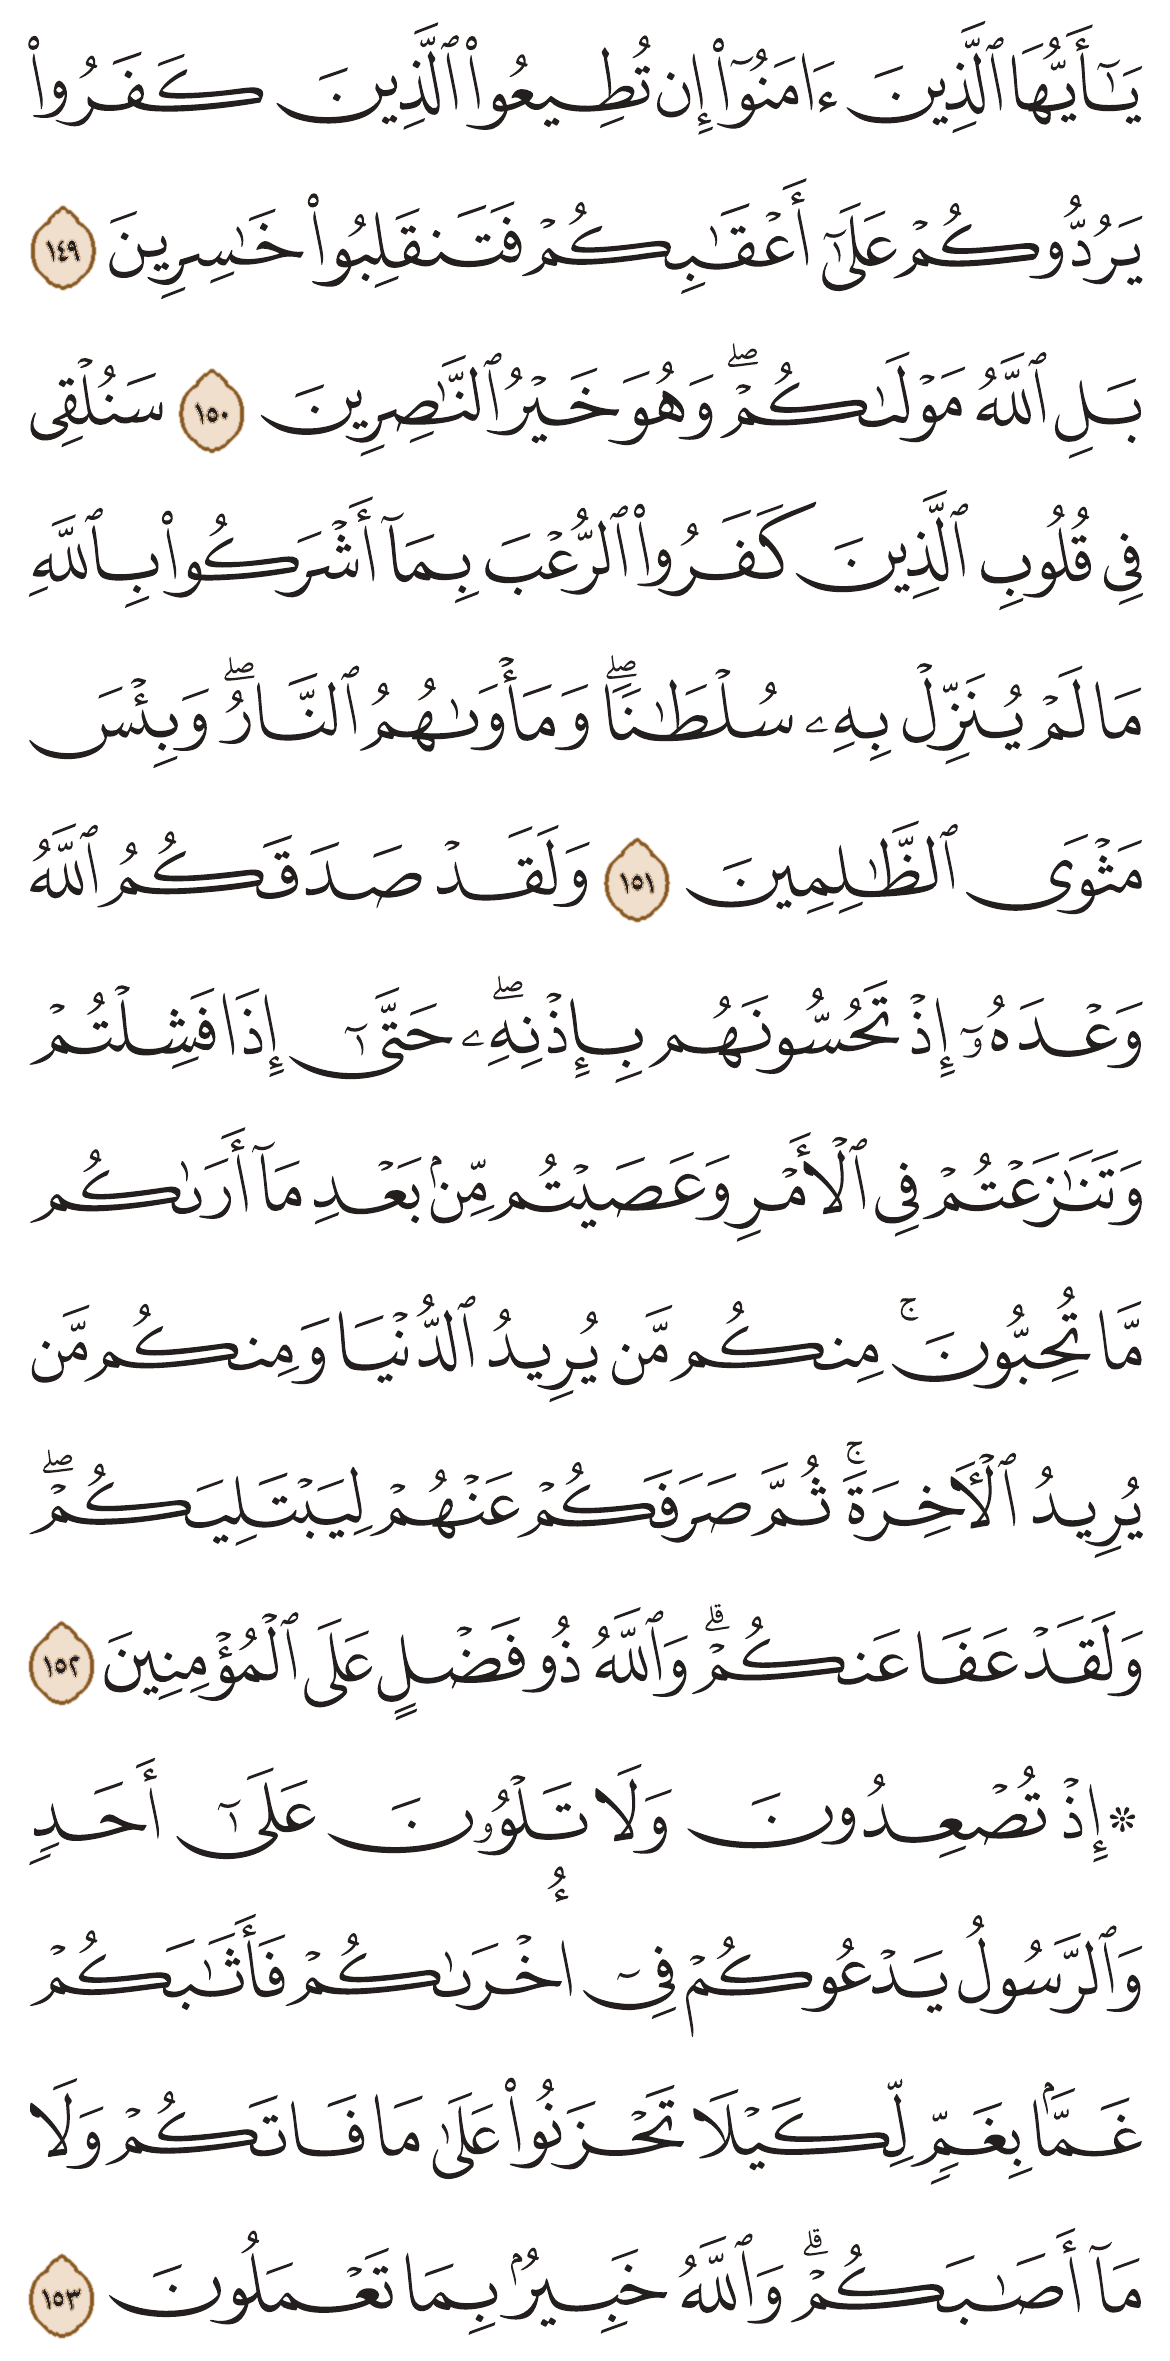 يَٰٓأَيُّهَا ٱلَّذِينَ ءَامَنُوٓا۟ إِن تُطِيعُوا۟ ٱلَّذِينَ كَفَرُوا۟
يَرُدُّوكُمْ عَلَىٰٓ أَعْقَٰبِكُمْ فَتَنقَلِبُوا۟ خَٰسِرِينَ ١٤٩
بَلِ ٱللَّهُ مَوْلَىٰكُمْ ۖ وَهُوَ خَيْرُ ٱلنَّٰصِرِينَ ١٥٠ سَنُلْقِى
فِى قُلُوبِ ٱلَّذِينَ كَفَرُوا۟ ٱلرُّعْبَ بِمَآ أَشْرَكُوا۟ بِٱللَّهِ
مَا لَمْ يُنَزِّلْ بِهِۦ سُلْطَٰنًا ۖ وَمَأْوَىٰهُمُ ٱلنَّارُ ۖ وَبِئْسَ
مَثْوَى ٱلظَّٰلِمِينَ ١٥١ وَلَقَدْ صَدَقَكُمُ ٱللَّهُ
وَعْدَهُۥٓ إِذْ تَحُسُّونَهُم بِإِذْنِهِۦ ۖ حَتَّىٰٓ إِذَا فَشِلْتُمْ
وَتَنَٰزَعْتُمْ فِى ٱلْأَمْرِ وَعَصَيْتُم مِّنۢ بَعْدِ مَآ أَرَىٰكُم
مَّا تُحِبُّونَ ۚ مِنكُم مَّن يُرِيدُ ٱلدُّنْيَا وَمِنكُم مَّن
يُرِيدُ ٱلْـَٔاخِرَةَ ۚ ثُمَّ صَرَفَكُمْ عَنْهُمْ لِيَبْتَلِيَكُمْ ۖ
وَلَقَدْ عَفَا عَنكُمْ ۗ وَٱللَّهُ ذُو فَضْلٍ عَلَى ٱلْمُؤْمِنِينَ ١٥٢
* إِذْ تُصْعِدُونَ وَلَا تَلْوُۥنَ عَلَىٰٓ أَحَدٍ
وَٱلرَّسُولُ يَدْعُوكُمْ فِىٓ أُخْرَىٰكُمْ فَأَثَٰبَكُمْ
غَمًّۢا بِغَمٍّ لِّكَيْلَا تَحْزَنُوا۟ عَلَىٰ مَا فَاتَكُمْ وَلَا
مَآ أَصَٰبَكُمْ ۗ وَٱللَّهُ خَبِيرٌۢ بِمَا تَعْمَلُونَ ١٥٣